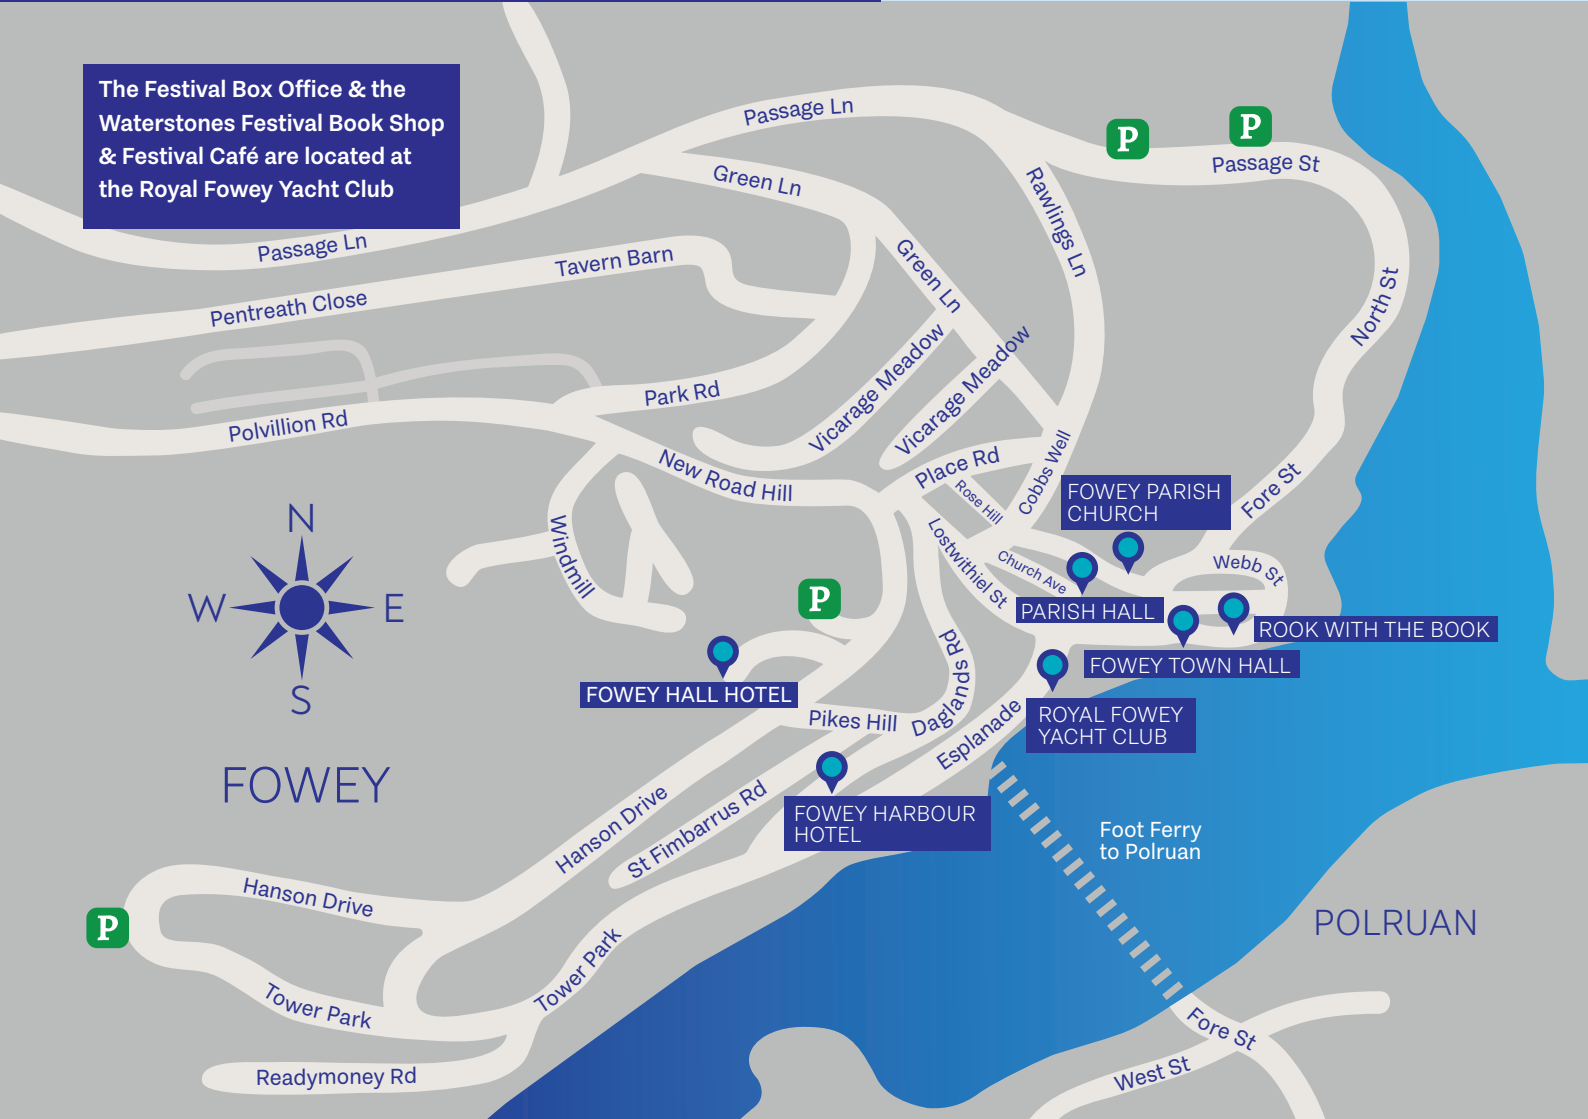 The Festival Box Office & the
Waterstones Festival Book Shop
& Festival Café are located at
the Royal Fowey Yacht Club
Passage Ln
P
P
Passage St
Green Ln
Rawlings Ln
Passage Ln
Tavern Barn
Green Ln
Pentreath Close
North St
Vicarage Meadow
Vicarage Meadow
Park Rd
Polvillion Rd
New Road Hill
Place Rd
Cobbs Well
Rose Hill
FOWEY PARISH
CHURCH
Fore St
N
W
E
S
Windmill
Lostwithiel St
Church Ave
Webb St
P
PARISH HALL
ROOK WITH THE BOOK
FOWEY TOWN HALL
Daglands Rd
FOWEY HALL HOTEL
Pikes Hill
Esplanade
ROYAL FOWEY
YACHT CLUB
FOWEY
Hanson Drive
St Fimbarrus Rd
FOWEY HARBOUR
HOTEL
Foot Ferry
to Polruan
Hanson Drive
P
POLRUAN
Tower Park
Tower Park
Fore St
West St
Readymoney Rd